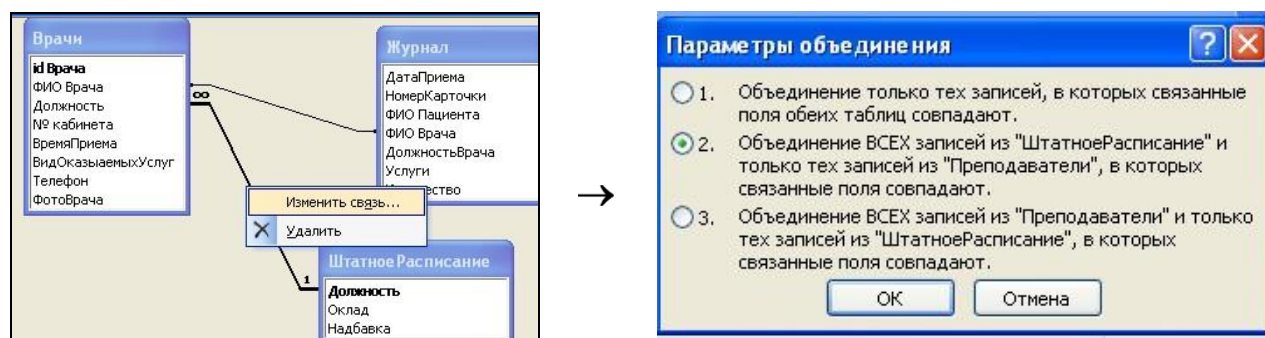 Врачи
id Врача
ФИО Врача
Должность
№ кабинета
ВремяПриема
ВидОказыаемыхУслуг
Телефон
ФотоВрача
∞
Журнал
ДатаПриема
НомерКарточки
ФИО Пациента
ФИО Врача
ДолжностьВрача
Услуги
ество
Изменить связь...
Удалить
1
ШтатноеРасписание
Должность
Оклад
Надбавка
→
Параметры объединения
1. Объединение только тех записей, в которых связанные
поля обеих таблиц совпадают.
2. Объединение ВСЕХ записей из "ШтатноеРасписание" и
только тех записей из "Преподаватели", в которых
связанные поля совпадают.
3. Объединение ВСЕХ записей из "Преподаватели" и только
тех записей из "ШтатноеРасписание", в которых
связанные поля совпадают.
ОК
Отмена